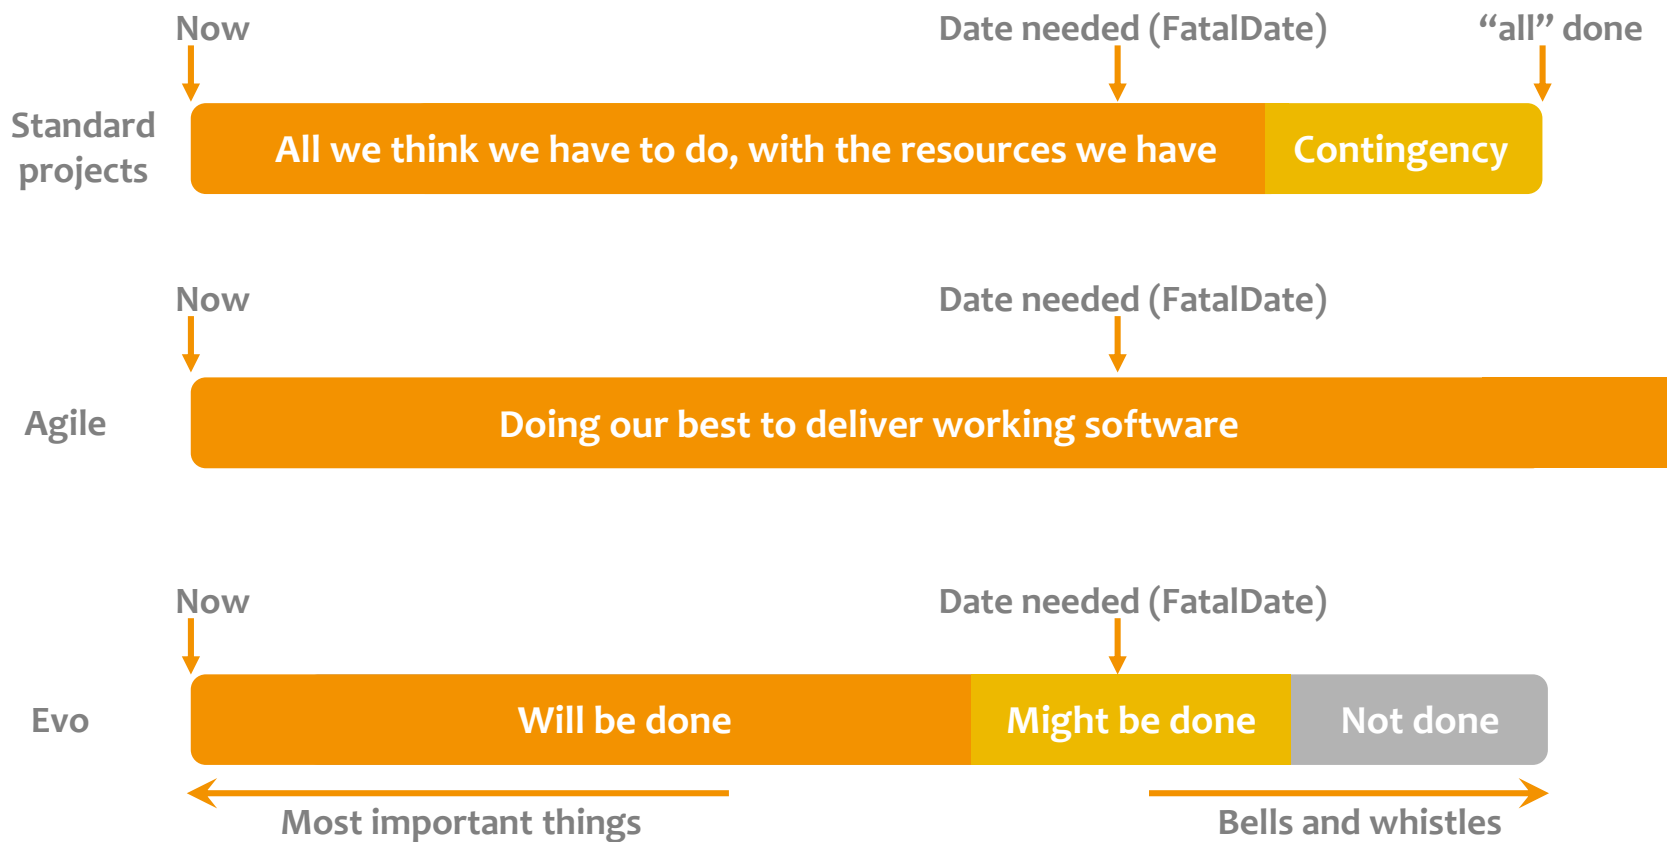 Now
Date needed (FatalDate)
“all” done
Standard
projects
All we think we have to do, with the resources we have
Contingency
Now
Date needed (FatalDate)
Agile
Doing our best to deliver working software
Now
Date needed (FatalDate)
Evo
Will be done
Might be done
Not done
Most important things
Bells and whistles